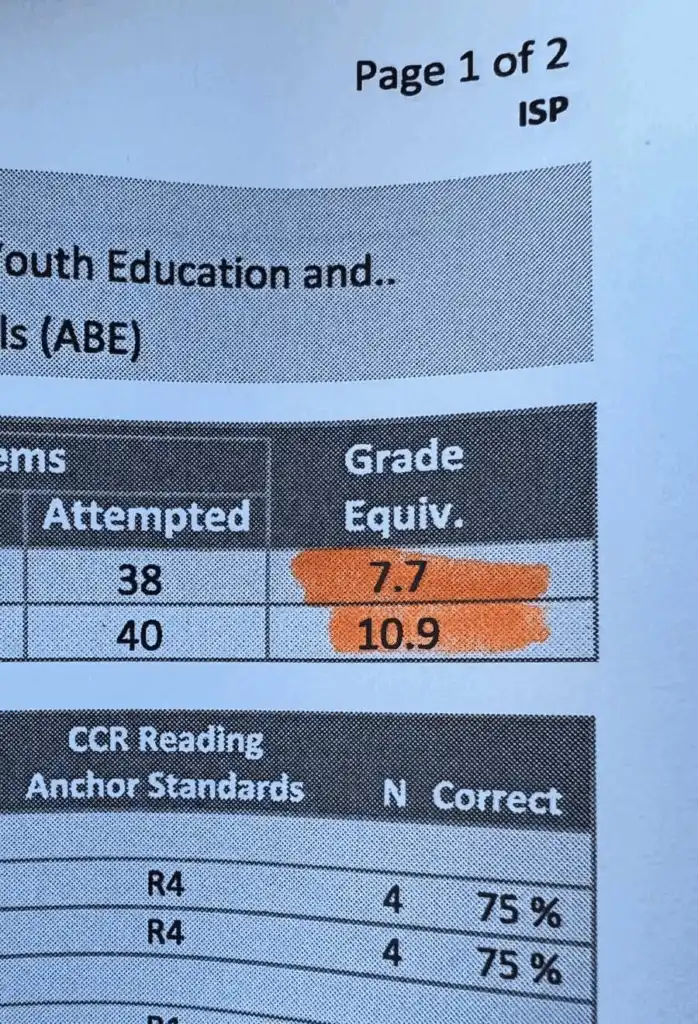 Page 1 of 2
ISP
outh Education and..
ls (ABE)
ems
Grade
Attempted Equiv.
38 7.7
40 10.9
CCR Reading
Anchor Standards N Correct
R4 4 75 %
R4 4 75 %